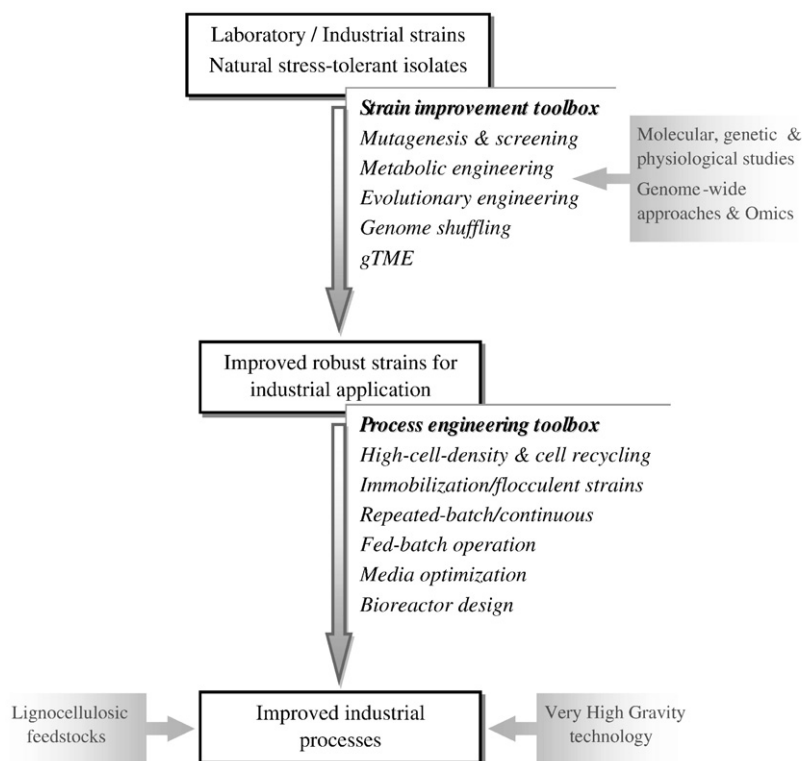 Laboratory / Industrial strains
Natural stress-tolerant isolates
Strain improvement toolbox
Mutagenesis & screening
Metabolic engineering
Evolutionary engineering
Genome shuffling
gTME
Molecular, genetic &
physiological studies
Genome-wide
approaches & Omics
Improved robust strains for
industrial application
Process engineering toolbox
High-cell-density & cell recycling
Immobilization/flocculent strains
Repeated-batch/continuous
Fed-batch operation
Media optimization
Bioreactor design
Lignocellulosic
feedstocks
Improved industrial
processes
Very High Gravity
technology